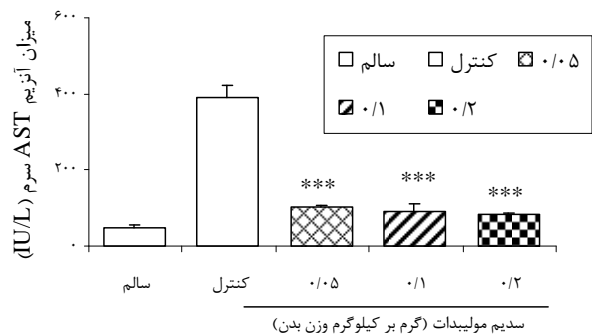 ۶۰۰
۴۰۰
۲۰۰
۰
میزان آنزیم AST سرم (IU/L)
سالم
کنترل
۰/۰۵
۰/۱
۰/۲
***
***
***
سالم
کنترل
۰/۰۵
۰/۱
۰/۲
سدیم مولیبدات (گرم بر کیلوگرم وزن بدن)